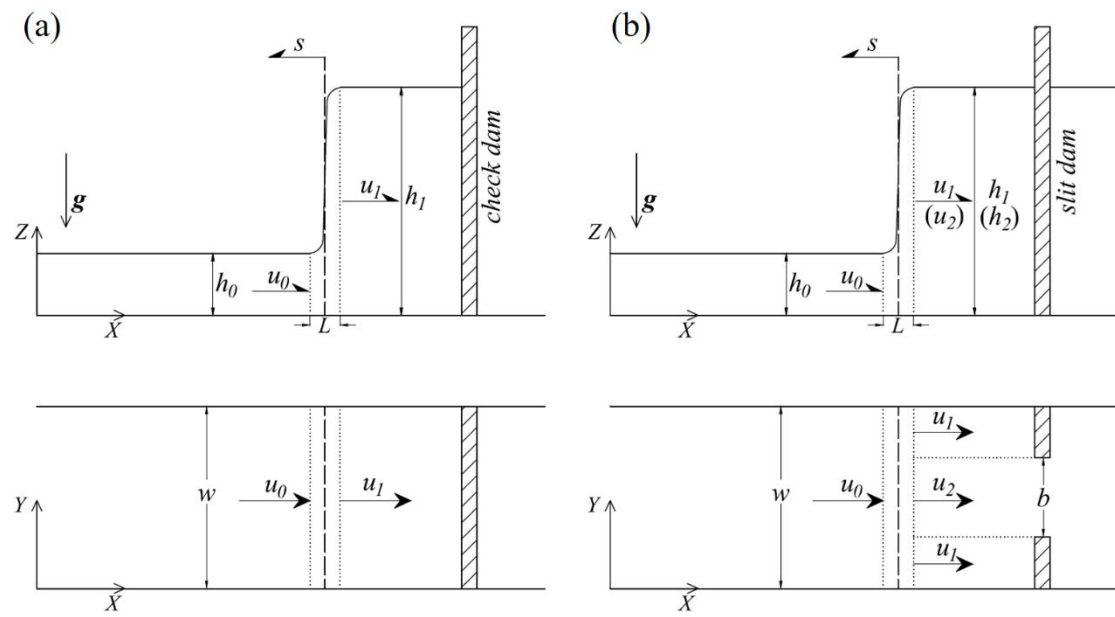 (a)
s
g
Z
u₁
h₁
check dam
h₀
u₀
X
L
w
u₀
u₁
Y
X
(b)
s
g
Z
u₁
(u₂)
h₁
(h₂)
slit dam
h₀
u₀
X
L
w
u₀
u₁
u₂
b
u₁
Y
X